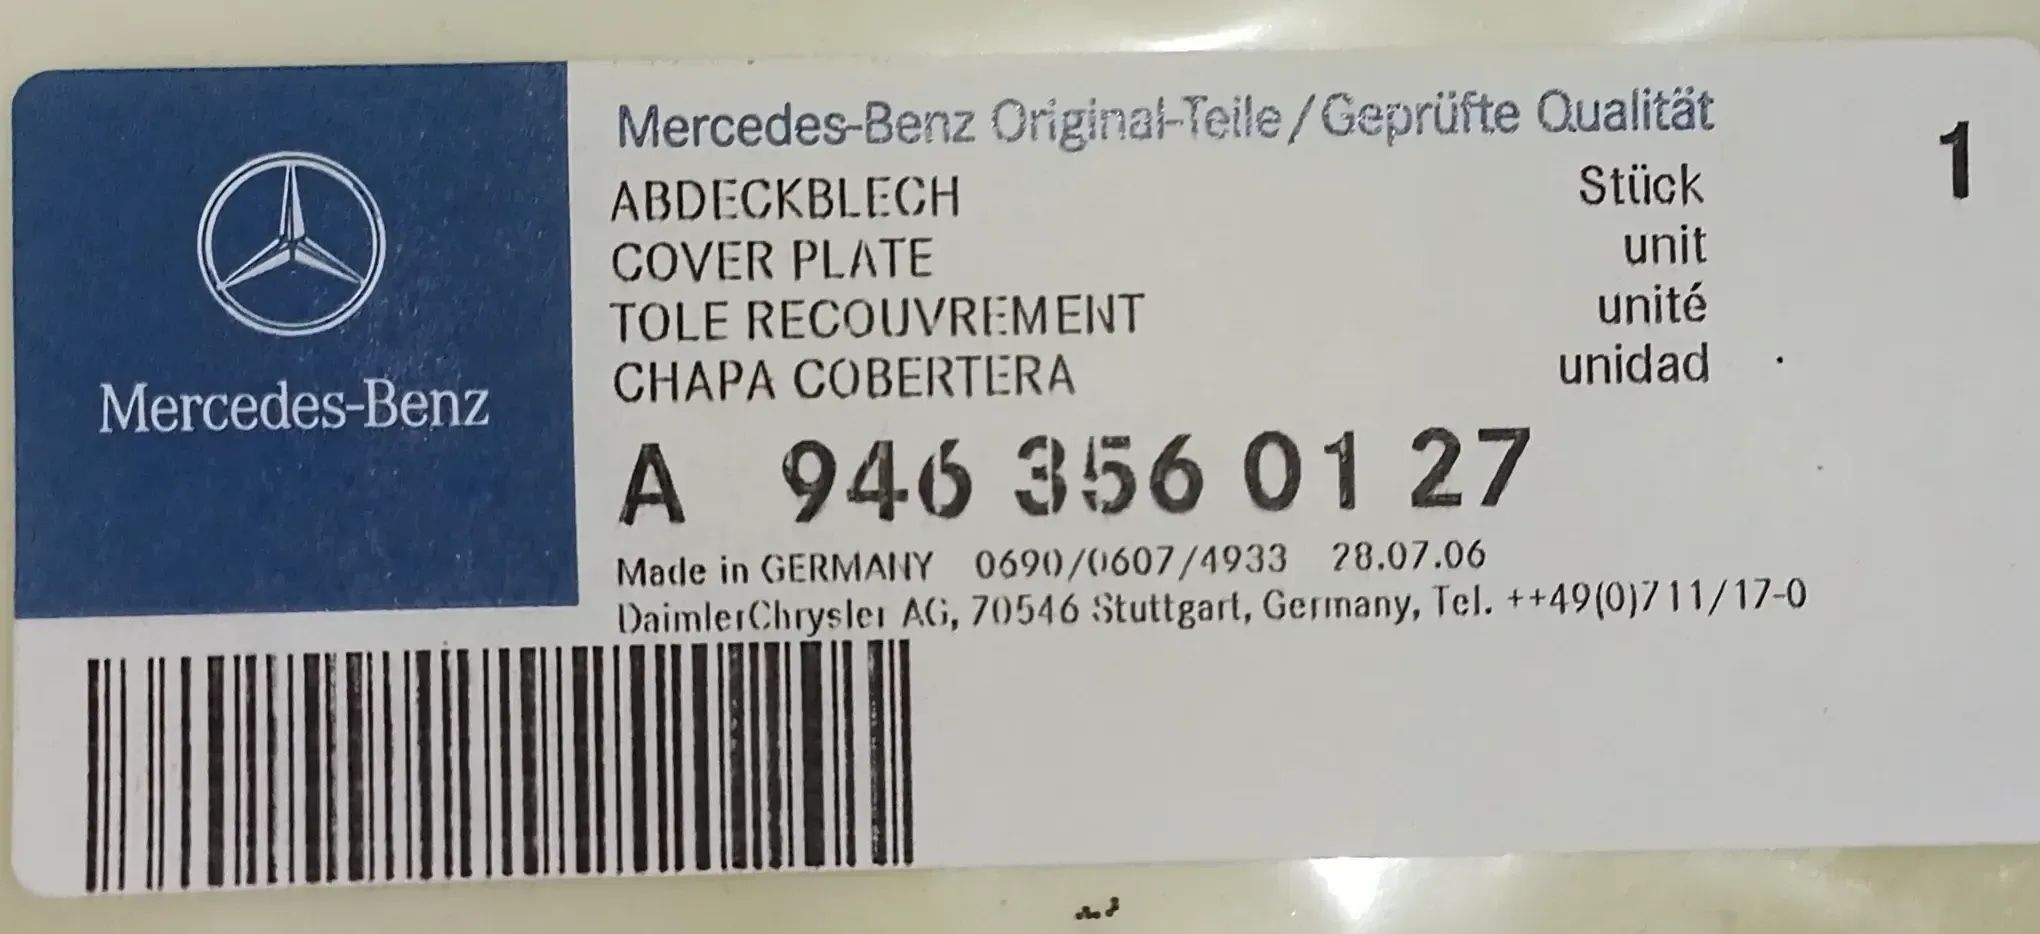 Mercedes-Benz
Mercedes-Benz Original-Teile/Geprüfte Qualität
ABDECKBLECH Stück 1
COVER PLATE unit
TOLE RECOUVREMENT unité
CHAPA COBERTERA unidad
A 946 356 01 27
Made in GERMANY 0690/0607/4933 28.07.06
DaimlerChrysler AG, 70546 Stuttgart, Germany, Tel. ++49(0)711/17-0